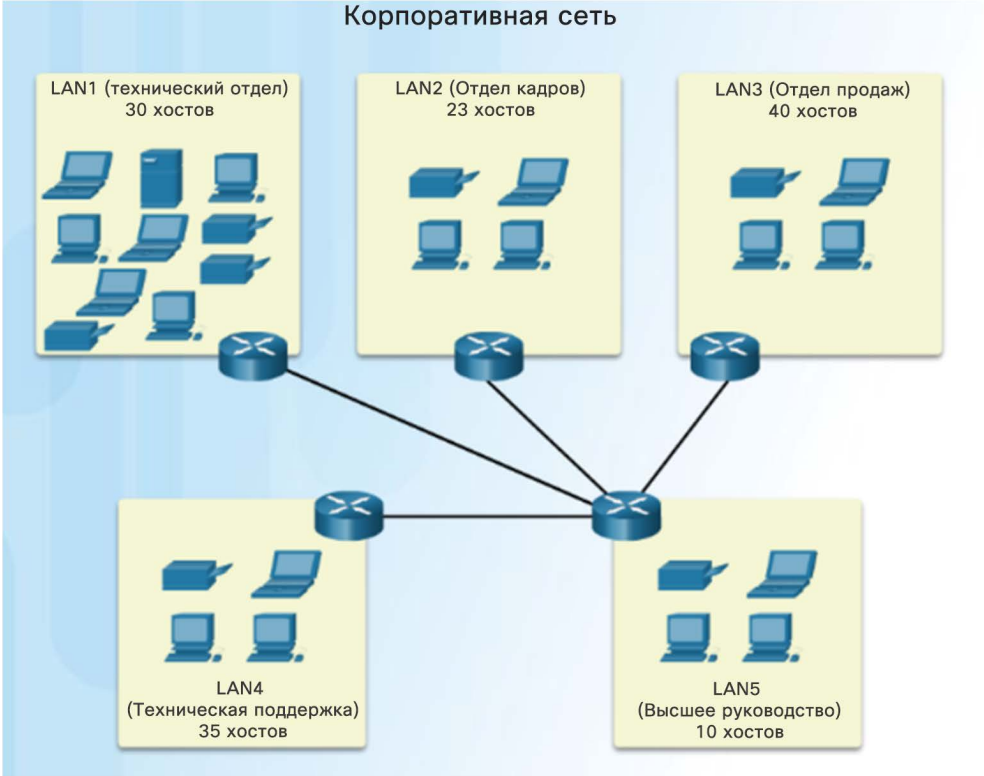 Корпоративная сеть
LAN1 (технический отдел)
30 хостов
LAN2 (Отдел кадров)
23 хостов
LAN3 (Отдел продаж)
40 хостов
LAN4
(Техническая поддержка)
35 хостов
LAN5
(Высшее руководство)
10 хостов